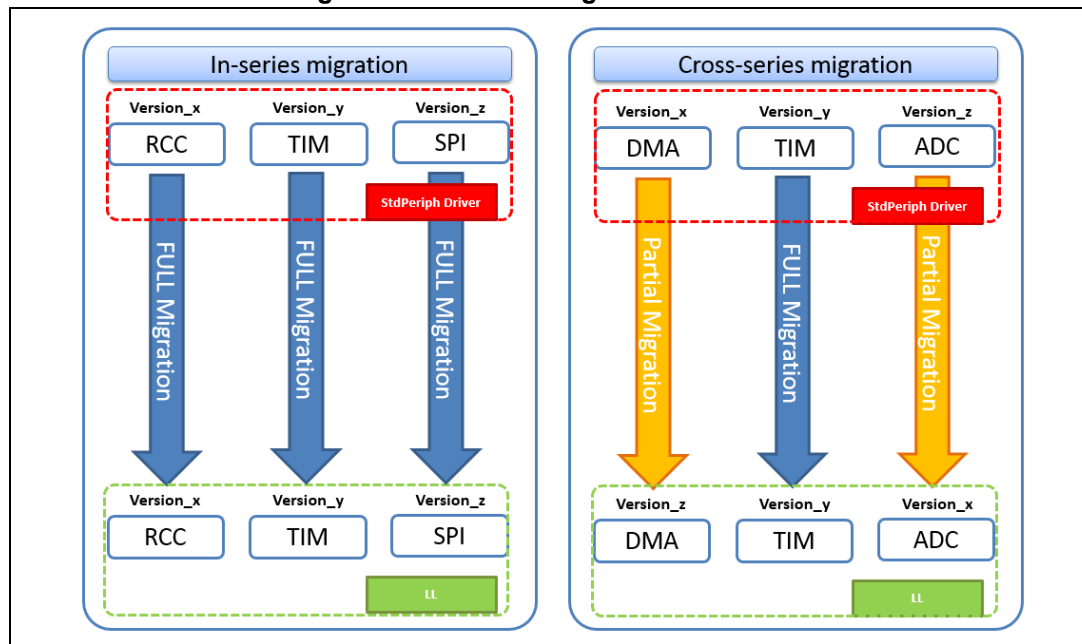 In-series migration
Version_x Version_y Version_z
RCC TIM SPI
StdPeriph Driver
FULL Migration FULL Migration FULL Migration
Version_x Version_y Version_z
RCC TIM SPI
LL
Cross-series migration
Version_x Version_y Version_z
DMA TIM ADC
StdPeriph Driver
Partial Migration FULL Migration Partial Migration
Version_z Version_y Version_x
DMA TIM ADC
LL